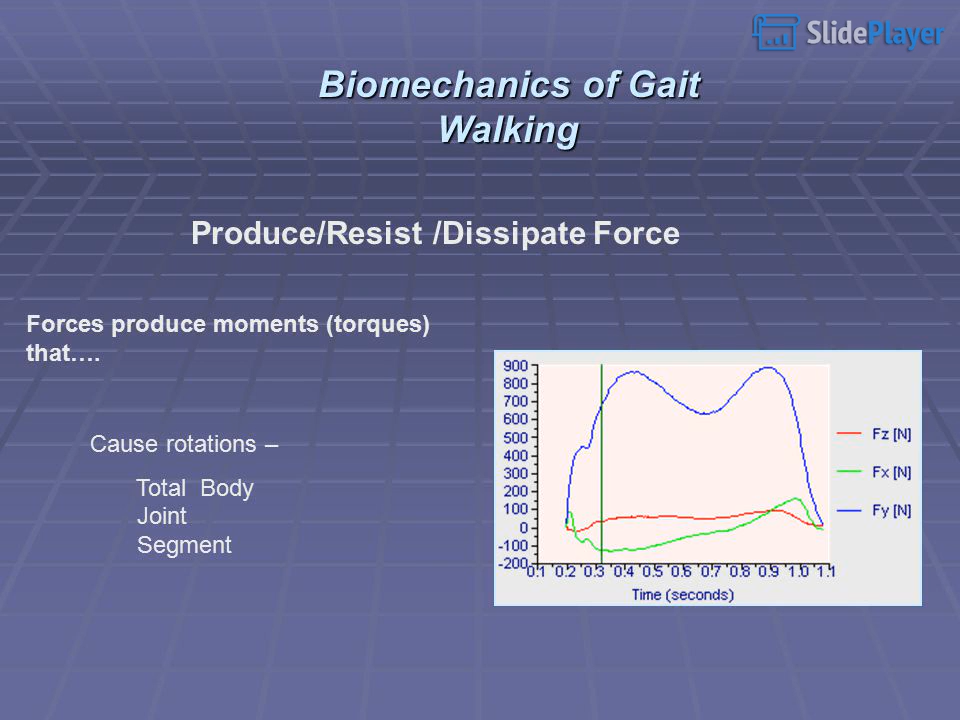 SlidePlayer
Biomechanics of Gait
Walking
Produce/Resist /Dissipate Force
Forces produce moments (torques)
that….
Cause rotations –
Total Body
Joint
Segment
900
800
700
600
500
400
300
200
100
0
-100
-200
0.1 0.2 0.3 0.4 0.5 0.6 0.7 0.8 0.9 1.0 1.1
Time (seconds)
Fz [N]
Fx [N]
Fy [N]